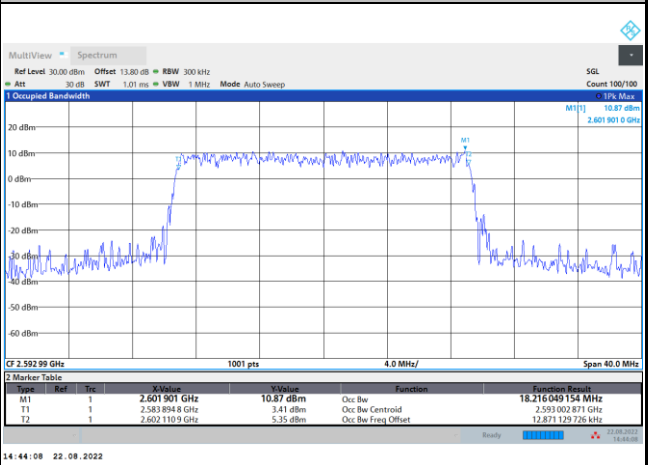 MultiView Spectrum
Ref Level 30.00 dBm Offset 13.80 dB RBW 300 kHz SGL
Att 30 dB SWT 1.01 ms VBW 1 MHz Mode Auto Sweep Count 100/100
1 Occupied Bandwidth 1Pk Max
M1[1] 10.87 dBm
2.601 901 0 GHz
20 dBm
M1
10 dBm
T1
T2
0 dBm
-10 dBm
-20 dBm
-30 dBm
-40 dBm
-50 dBm
-60 dBm
CF 2.592 99 GHz 1001 pts 4.0 MHz/ Span 40.0 MHz
2 Marker Table
Type Ref Trc X-Value Y-Value Function Function Result
M1 1 2.601 901 GHz 10.87 dBm Occ Bw 18.216 049 154 MHz
T1 1 2.583 894 8 GHz 3.41 dBm Occ Bw Centroid 2.593 002 871 GHz
T2 1 2.602 110 9 GHz 5.35 dBm Occ Bw Freq Offset 12.871 129 726 kHz
Ready 22.08.2022
14:44:08
14:44:08 22.08.2022